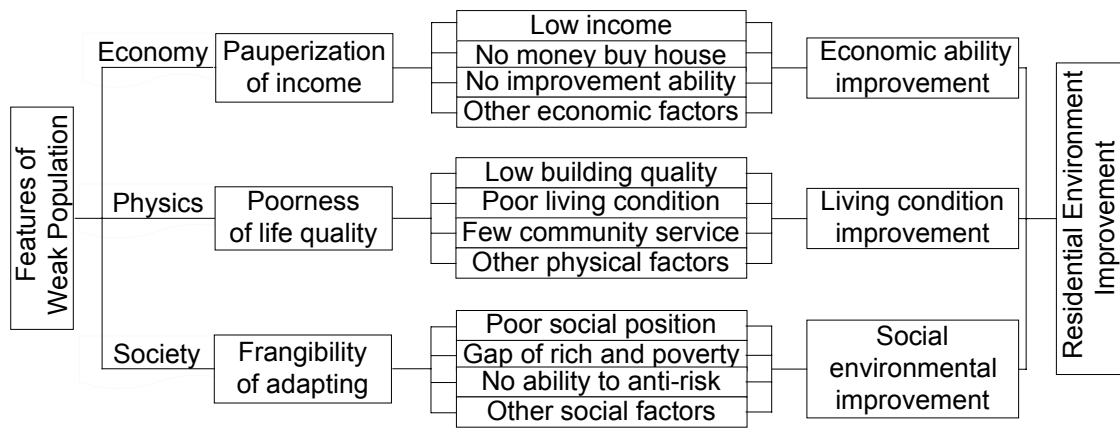 Features of
Weak Population
Economy
Pauperization
of income
Low income
No money buy house
No improvement ability
Other economic factors
Economic ability
improvement
Physics
Poorness
of life quality
Low building quality
Poor living condition
Few community service
Other physical factors
Living condition
improvement
Society
Frangibility
of adapting
Poor social position
Gap of rich and poverty
No ability to anti-risk
Other social factors
Social
environmental
improvement
Residential Environment
Improvement